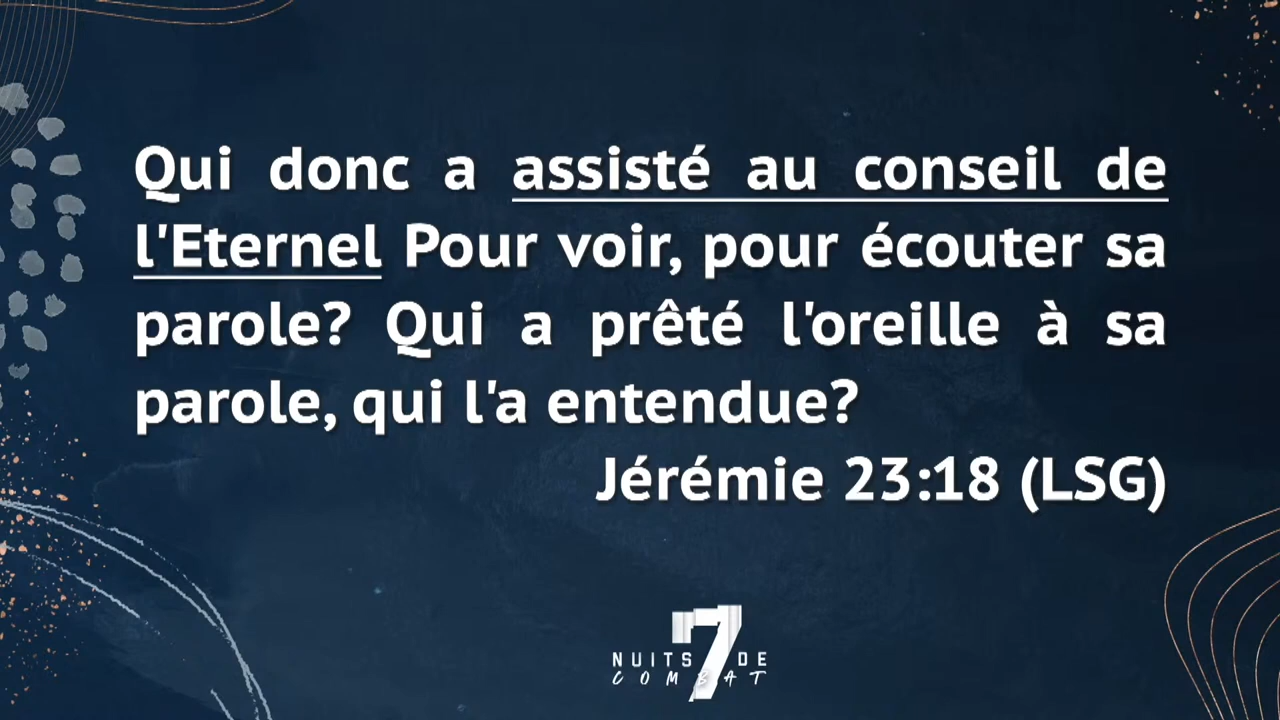 Qui donc a assisté au conseil de
l'Eternel Pour voir, pour écouter sa
parole? Qui a prêté l'oreille à sa
parole, qui l'a entendue?
Jérémie 23:18 (LSG)
7
NUITS DE
COMBAT